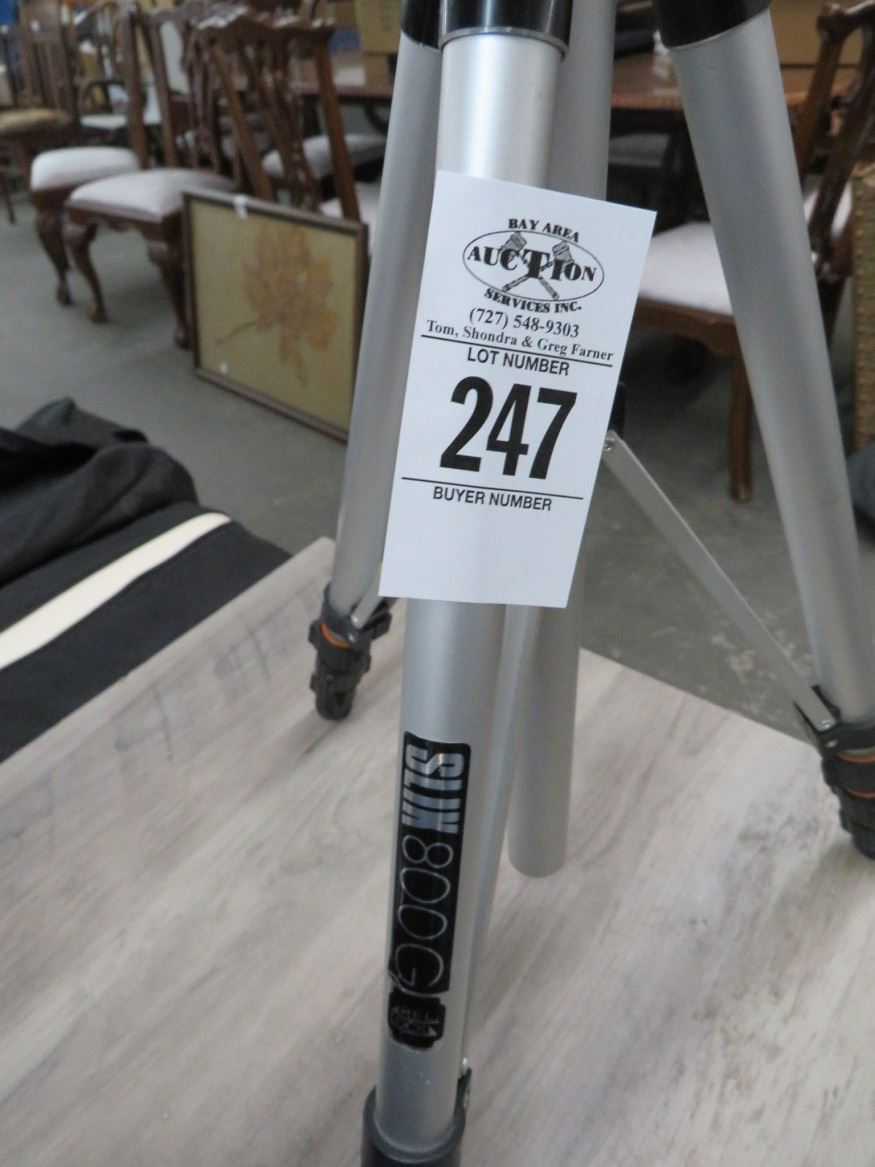 BAY AREA
AUCTION
SERVICES INC.
(727) 548-9303
Tom, Shondra & Greg Farner
LOT NUMBER
247
BUYER NUMBER
SLIK
800G